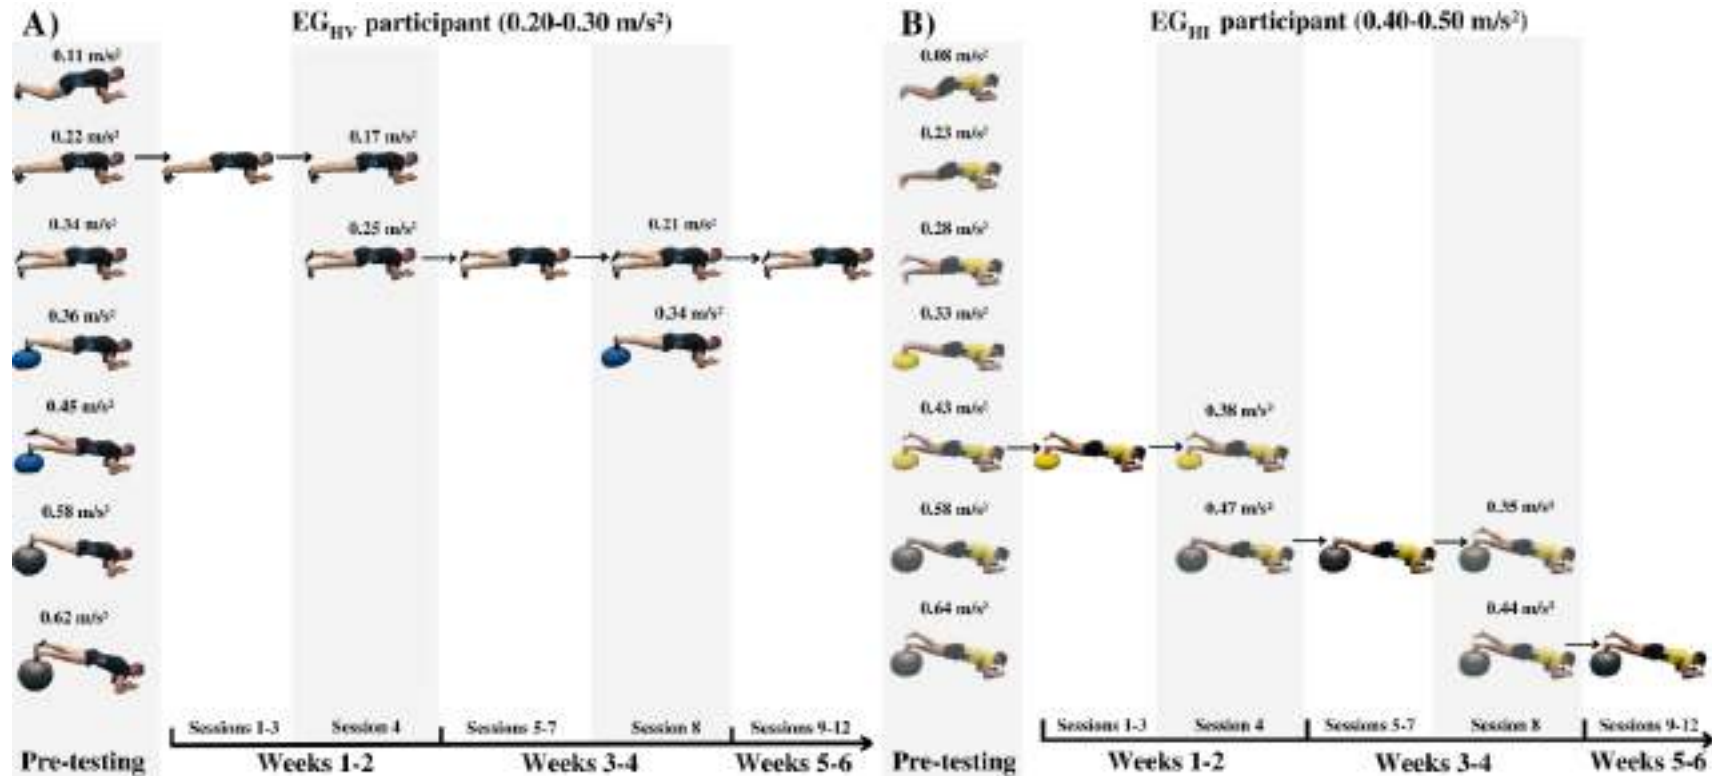 A)
EG_HV participant (0.20-0.30 m/s²)
0.11 m/s²
0.22 m/s²
0.17 m/s²
0.34 m/s²
0.25 m/s²
0.21 m/s²
0.36 m/s²
0.34 m/s²
0.45 m/s²
0.58 m/s²
0.62 m/s²
Sessions 1-3
Session 4
Sessions 5-7
Session 8
Sessions 9-12
Pre-testing
Weeks 1-2
Weeks 3-4
Weeks 5-6
B)
EG_HI participant (0.40-0.50 m/s²)
0.08 m/s²
0.23 m/s²
0.28 m/s²
0.33 m/s²
0.43 m/s²
0.38 m/s²
0.58 m/s²
0.47 m/s²
0.35 m/s²
0.64 m/s²
0.44 m/s²
Sessions 1-3
Session 4
Sessions 5-7
Session 8
Sessions 9-12
Pre-testing
Weeks 1-2
Weeks 3-4
Weeks 5-6